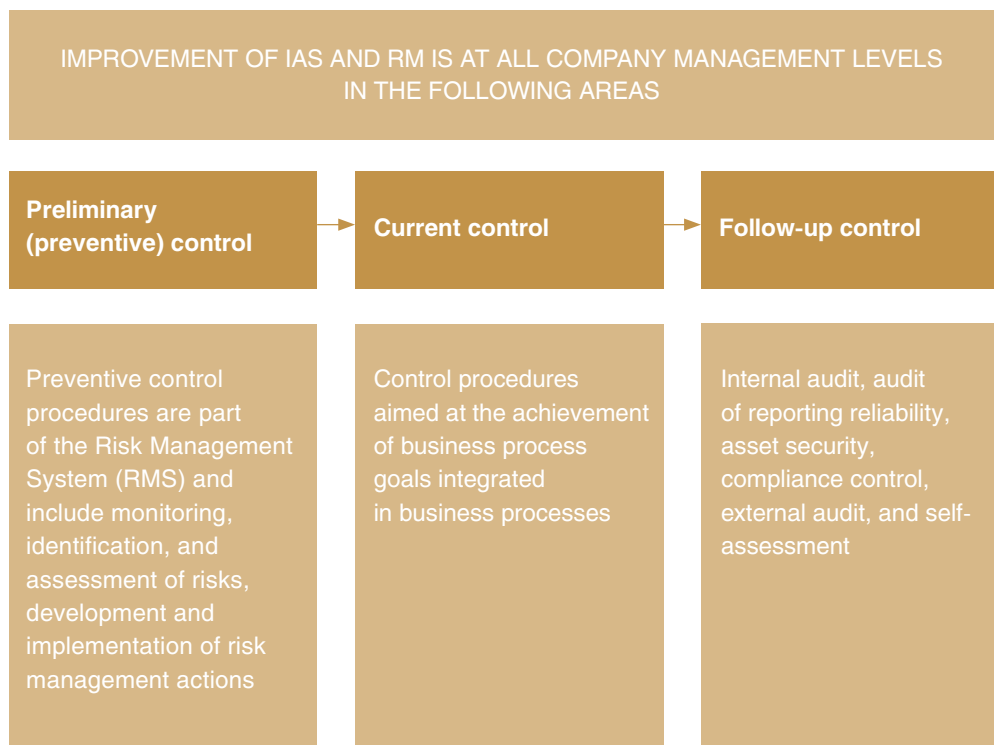 IMPROVEMENT OF IAS AND RM IS AT ALL COMPANY MANAGEMENT LEVELS
IN THE FOLLOWING AREAS
Preliminary
(preventive) control
Current control
Follow-up control
Preventive control
procedures are part
of the Risk Management
System (RMS) and
include monitoring,
identification, and
assessment of risks,
development and
implementation of risk
management actions
Control procedures
aimed at the achievement
of business process
goals integrated
in business processes
Internal audit, audit
of reporting reliability,
asset security,
compliance control,
external audit, and self-
assessment